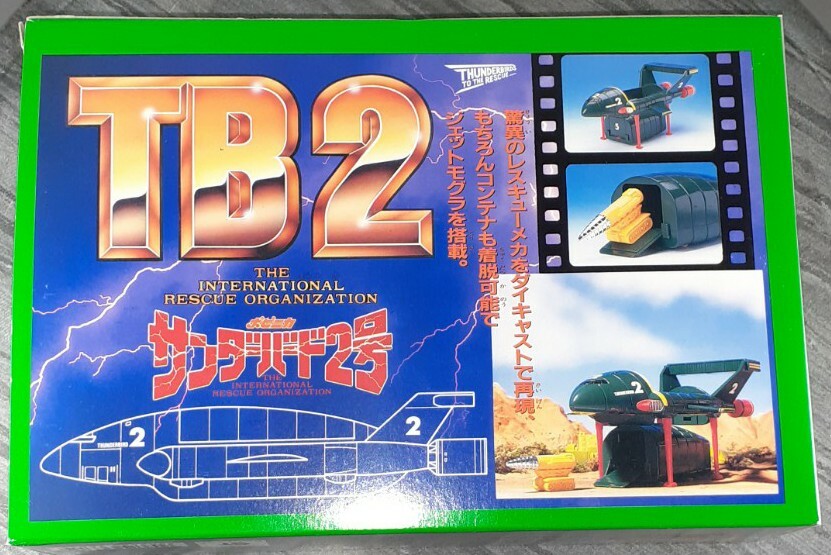 TB2
THE
INTERNATIONAL
RESCUE ORGANIZATION
サンダーバード2号
THE
INTERNATIONAL
RESCUE ORGANIZATION
THUNDERBIRDS
TO THE RESCUE
驚異のレスキューメカをダイキャストで再現
もちろんコンテナも着脱可能で
ジェットモグラを搭載。
THUNDERBIRD
2
2
2
5
2
2